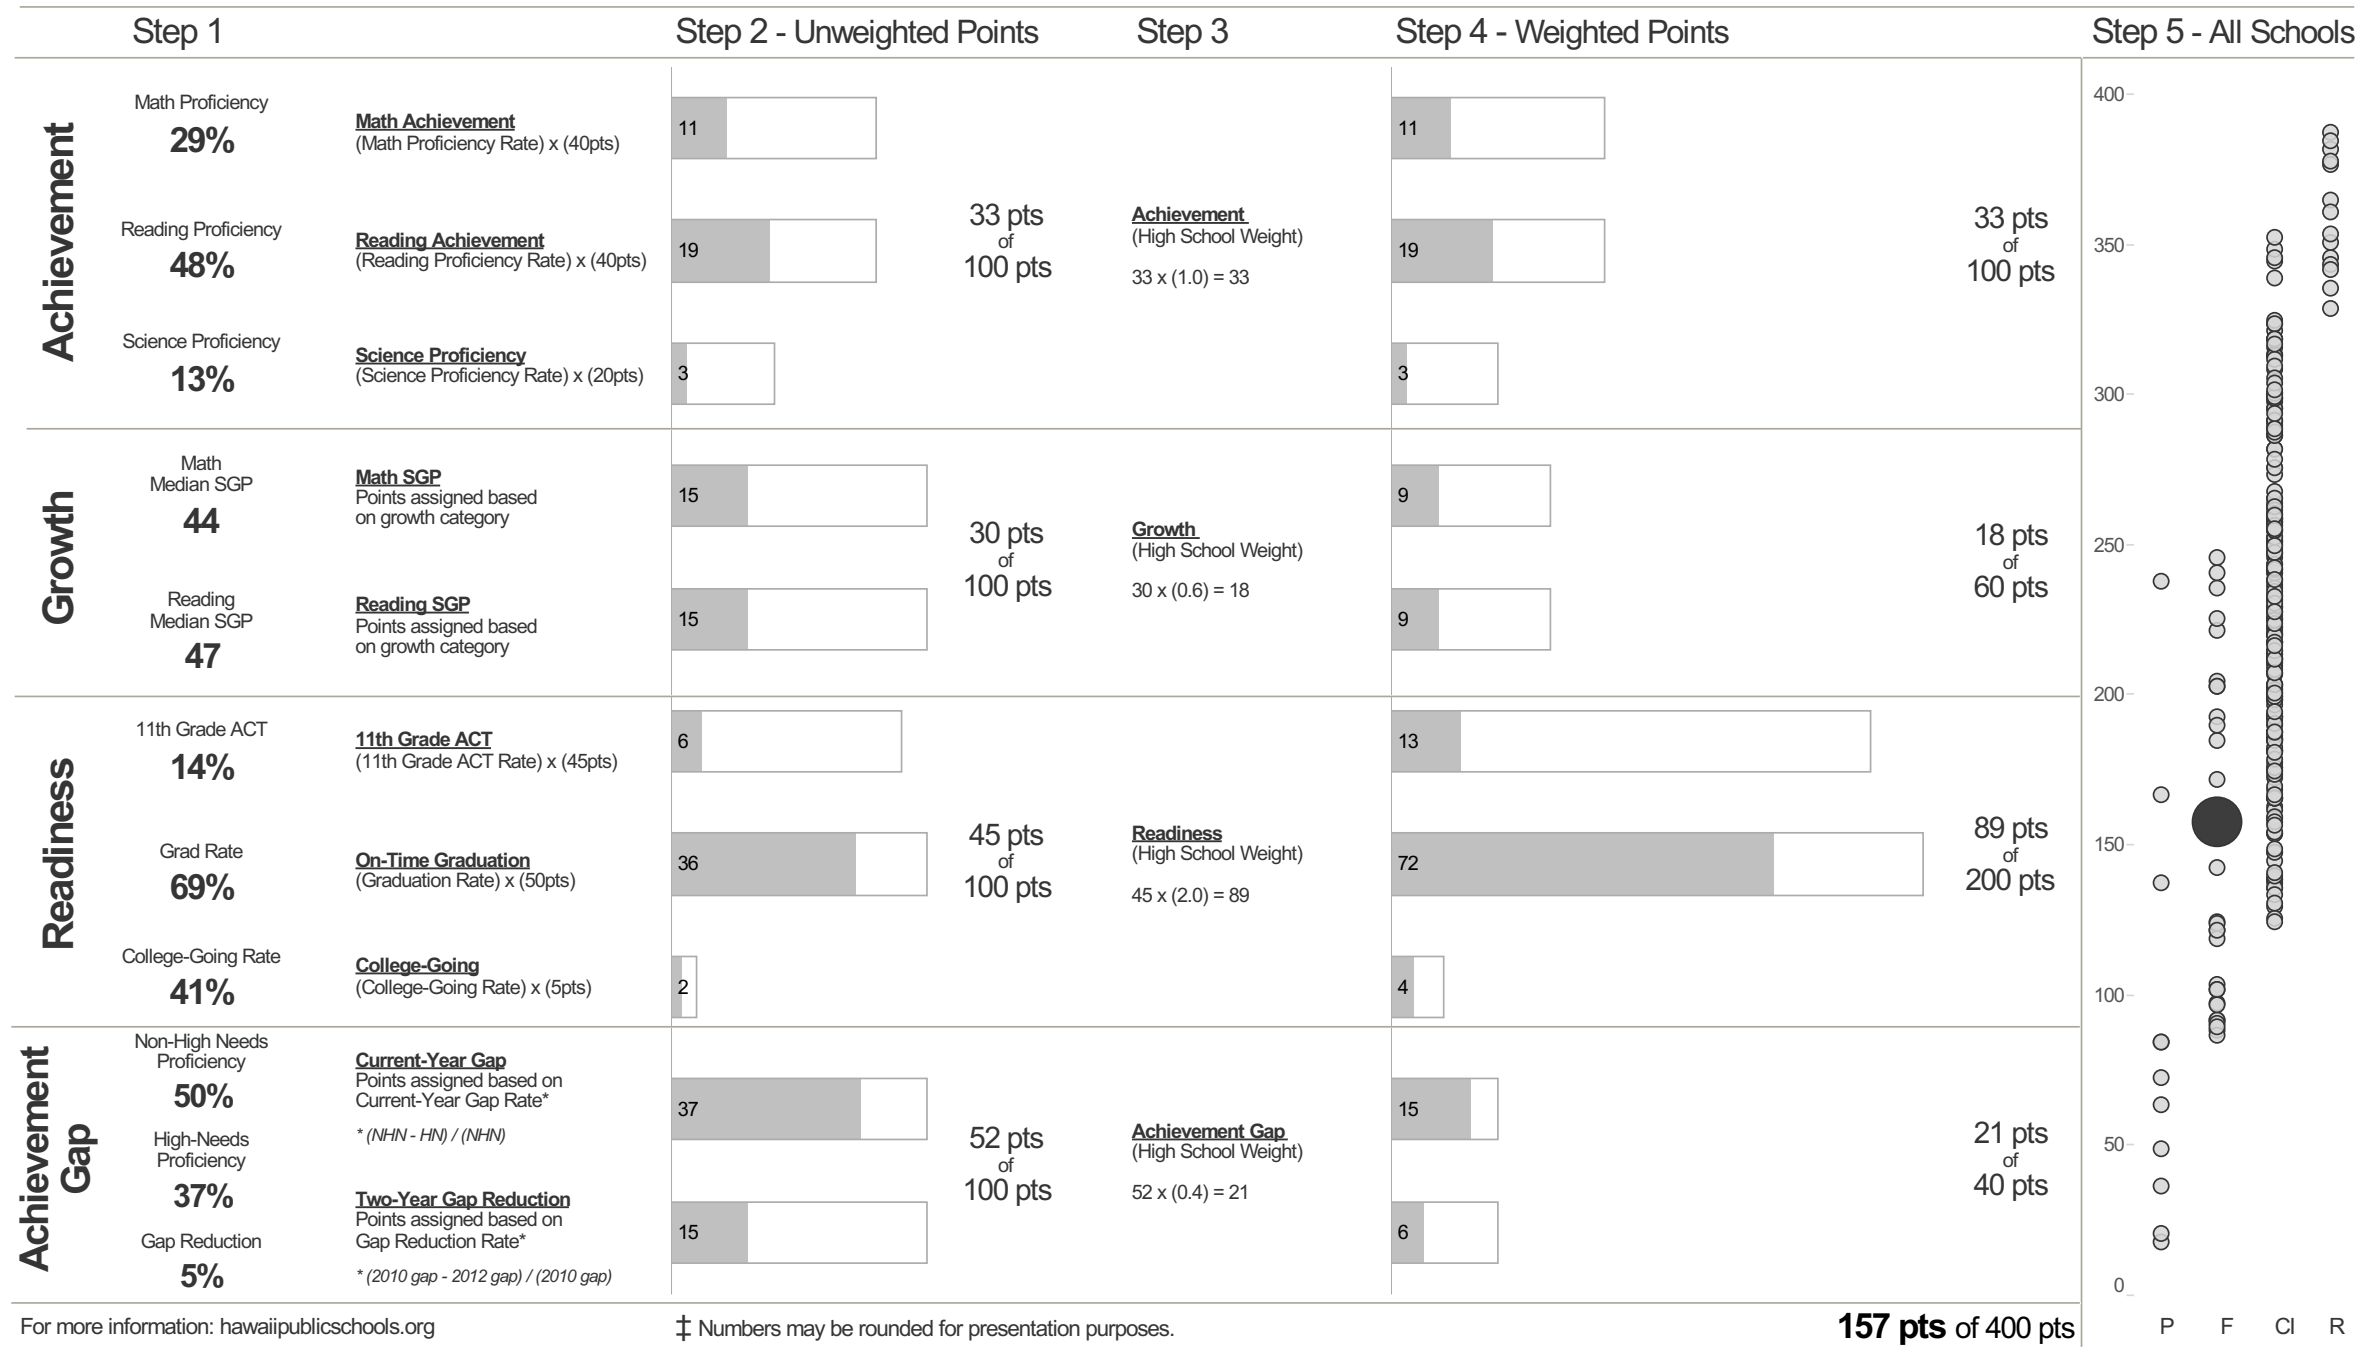 Step 1
Step 2 - Unweighted Points
Step 3
Step 4 - Weighted Points
Step 5 - All Schools
Achievement
Math Proficiency
29%
Math Achievement
(Math Proficiency Rate) x (40pts)
11
Reading Proficiency
48%
Reading Achievement
(Reading Proficiency Rate) x (40pts)
19
Science Proficiency
13%
Science Proficiency
(Science Proficiency Rate) x (20pts)
3
33 pts
of
100 pts
Achievement
(High School Weight)
33 x (1.0) = 33
11
19
3
33 pts
of
100 pts
Growth
Math
Median SGP
44
Math SGP
Points assigned based
on growth category
15
Reading
Median SGP
47
Reading SGP
Points assigned based
on growth category
15
30 pts
of
100 pts
Growth
(High School Weight)
30 x (0.6) = 18
9
9
18 pts
of
60 pts
Readiness
11th Grade ACT
14%
11th Grade ACT
(11th Grade ACT Rate) x (45pts)
6
Grad Rate
69%
On-Time Graduation
(Graduation Rate) x (50pts)
36
College-Going Rate
41%
College-Going
(College-Going Rate) x (5pts)
2
45 pts
of
100 pts
Readiness
(High School Weight)
45 x (2.0) = 89
13
72
4
89 pts
of
200 pts
Achievement
Gap
Non-High Needs
Proficiency
50%
High-Needs
Proficiency
37%
Gap Reduction
5%
Current-Year Gap
Points assigned based on
Current-Year Gap Rate*
* (NHN - HN) / (NHN)
Two-Year Gap Reduction
Points assigned based on
Gap Reduction Rate*
* (2010 gap - 2012 gap) / (2010 gap)
37
15
52 pts
of
100 pts
Achievement Gap
(High School Weight)
52 x (0.4) = 21
15
6
21 pts
of
40 pts
400
350
300
250
200
150
100
50
0
P F CI R
For more information: hawaiipublicschools.org
‡ Numbers may be rounded for presentation purposes.
157 pts of 400 pts